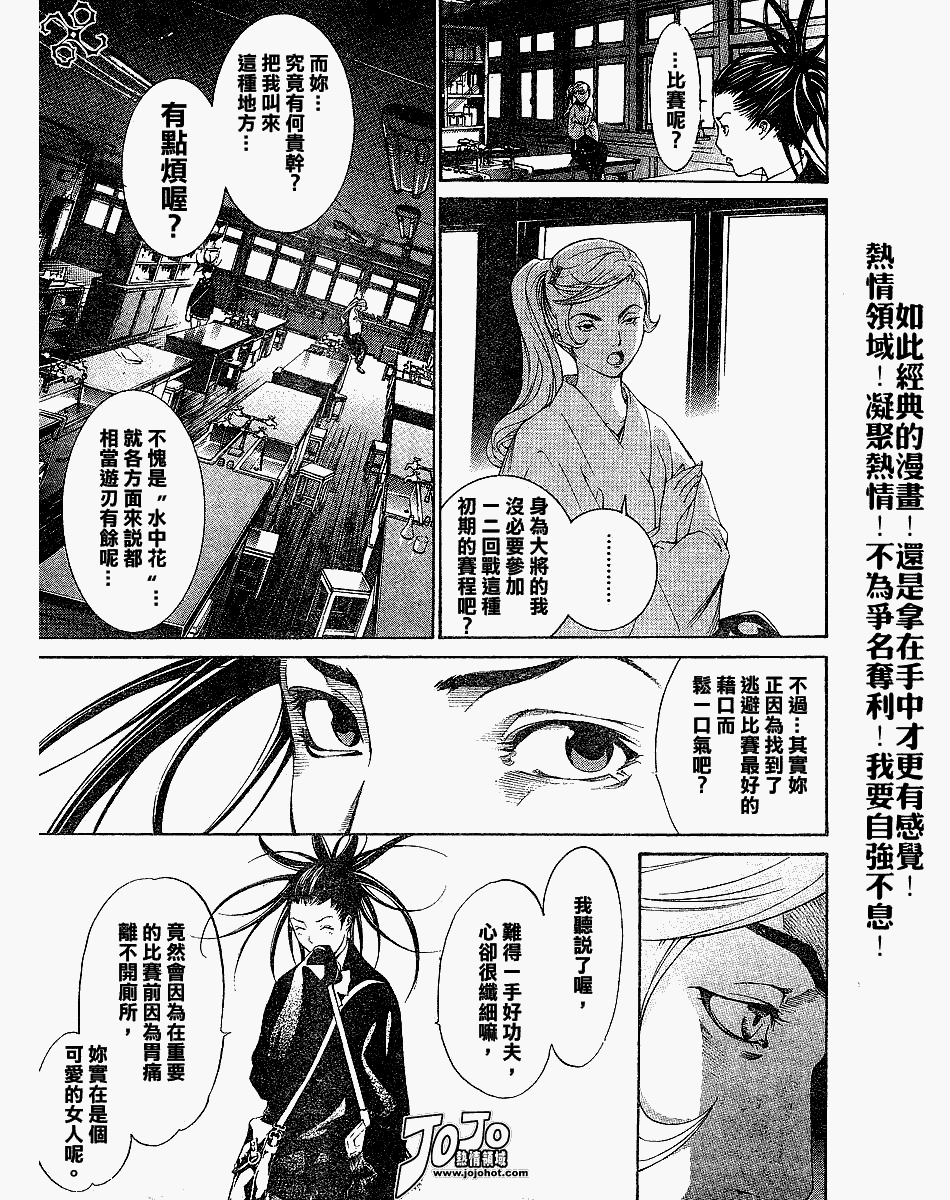 …比賽呢?
………
身為大將的我
沒必要參加
一二回戰這種
初期的賽程吧?
而妳…
究竟有何貴幹?
把我叫來
這種地方…
有點煩喔?
不愧是〝水中花〞…
就各方面來說都
相當遊刃有餘呢…
不過…其實妳
正因為找到了
逃避比賽最好的
藉口而
鬆一口氣吧?
我聽說了喔,
難得一手好功夫,
心卻很纖細嘛,
竟然會因為在重要
的比賽前因為胃痛
離不開廁所,
妳實在是個
可愛的女人呢。
如此經典的漫畫!還是拿在手中才更有感覺!
熱情領域!凝聚熱情!不為爭名奪利!我要自強不息!
JOJO
熱情領域
www.jojohot.com